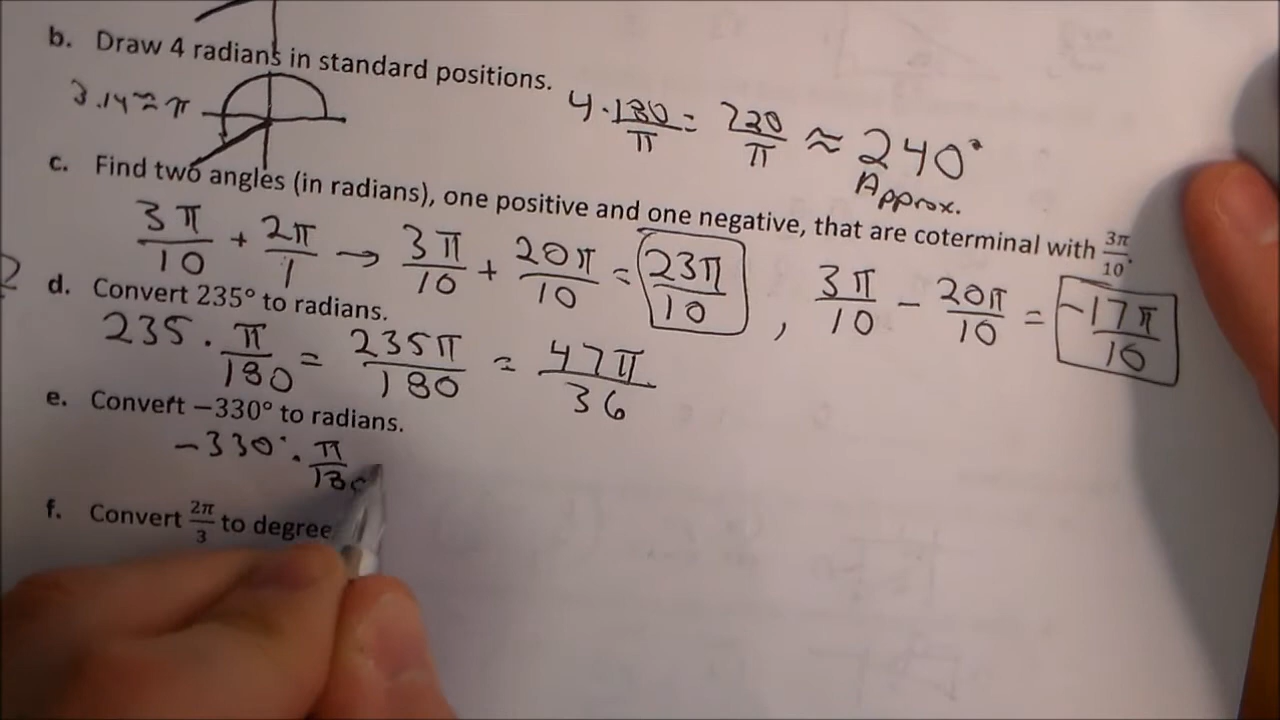 b. Draw 4 radians in standard positions.
3.14 ≈ π
4 · 180/π = 720/π ≈ 240°
Approx.
c. Find two angles (in radians), one positive and one negative, that are coterminal with 3π/10.
3π/10 + 2π/1 → 3π/10 + 20π/10 = 23π/10 , 3π/10 − 20π/10 = −17π/10
d. Convert 235° to radians.
235 · π/180 = 235π/180 = 47π/36
e. Convert −330° to radians.
−330° · π/180
f. Convert 2π/3 to degree